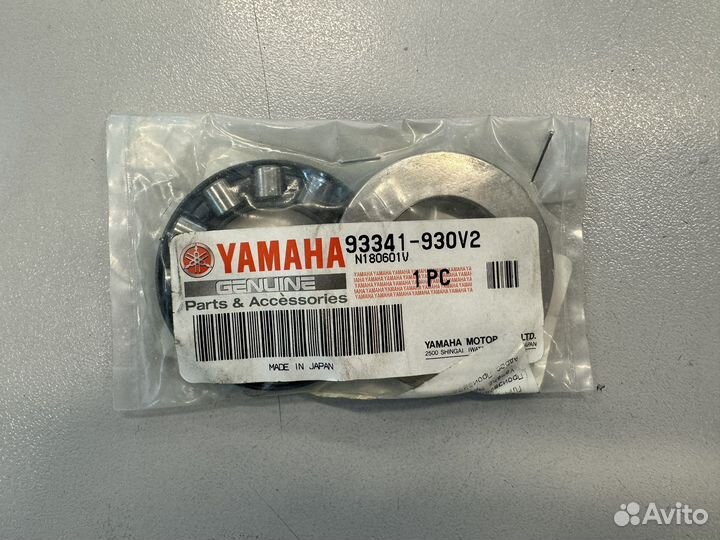 YAMAHA
93341-930V2
N180601V
GENUINE
Parts & Accessories
YAMAHA YAMAHA YAMAHA YAMAHA
1 PC
YAMAHA MOTOR LTD.
2500 SHINGAI
MADE IN JAPAN
Avito